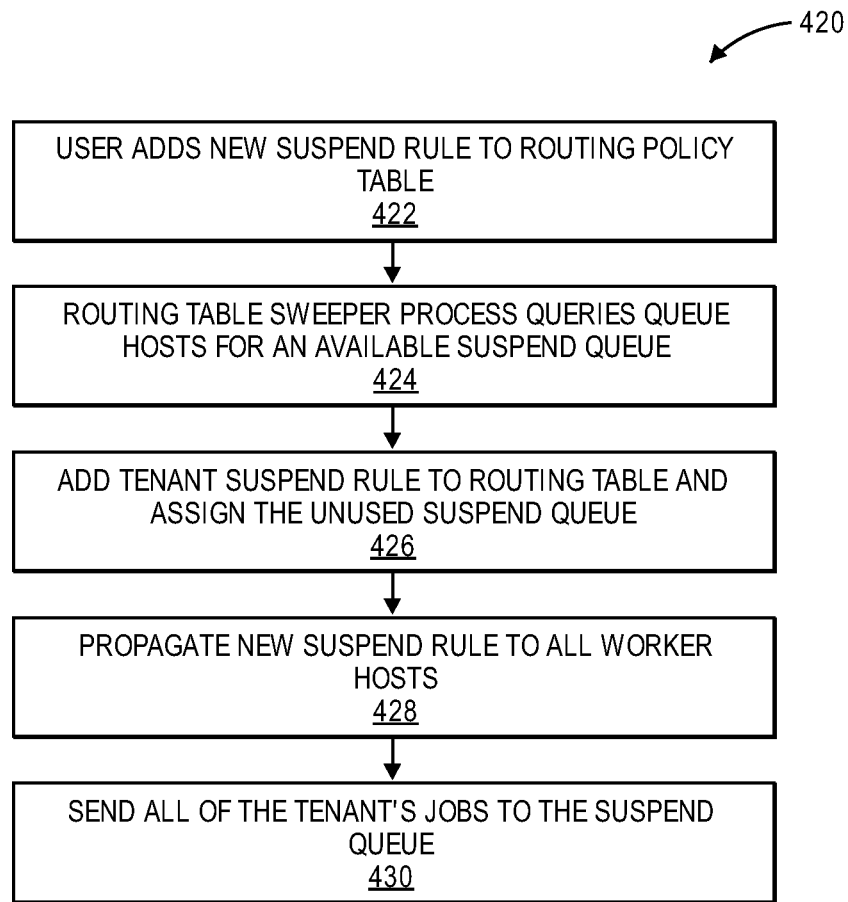 420
USER ADDS NEW SUSPEND RULE TO ROUTING POLICY
TABLE
422
ROUTING TABLE SWEEPER PROCESS QUERIES QUEUE
HOSTS FOR AN AVAILABLE SUSPEND QUEUE
424
ADD TENANT SUSPEND RULE TO ROUTING TABLE AND
ASSIGN THE UNUSED SUSPEND QUEUE
426
PROPAGATE NEW SUSPEND RULE TO ALL WORKER
HOSTS
428
SEND ALL OF THE TENANT'S JOBS TO THE SUSPEND
QUEUE
430